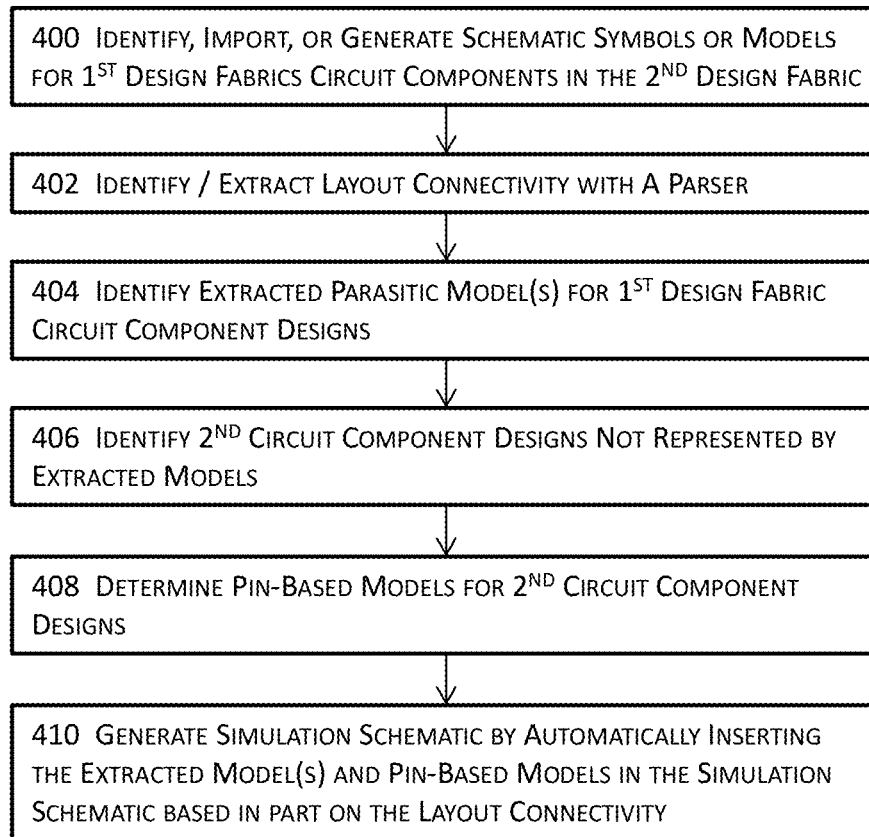 400 IDENTIFY, IMPORT, OR GENERATE SCHEMATIC SYMBOLS OR MODELS
FOR 1ST DESIGN FABRICS CIRCUIT COMPONENTS IN THE 2ND DESIGN FABRIC
402 IDENTIFY / EXTRACT LAYOUT CONNECTIVITY WITH A PARSER
404 IDENTIFY EXTRACTED PARASITIC MODEL(S) FOR 1ST DESIGN FABRIC
CIRCUIT COMPONENT DESIGNS
406 IDENTIFY 2ND CIRCUIT COMPONENT DESIGNS NOT REPRESENTED BY
EXTRACTED MODELS
408 DETERMINE PIN-BASED MODELS FOR 2ND CIRCUIT COMPONENT
DESIGNS
410 GENERATE SIMULATION SCHEMATIC BY AUTOMATICALLY INSERTING
THE EXTRACTED MODEL(S) AND PIN-BASED MODELS IN THE SIMULATION
SCHEMATIC BASED IN PART ON THE LAYOUT CONNECTIVITY